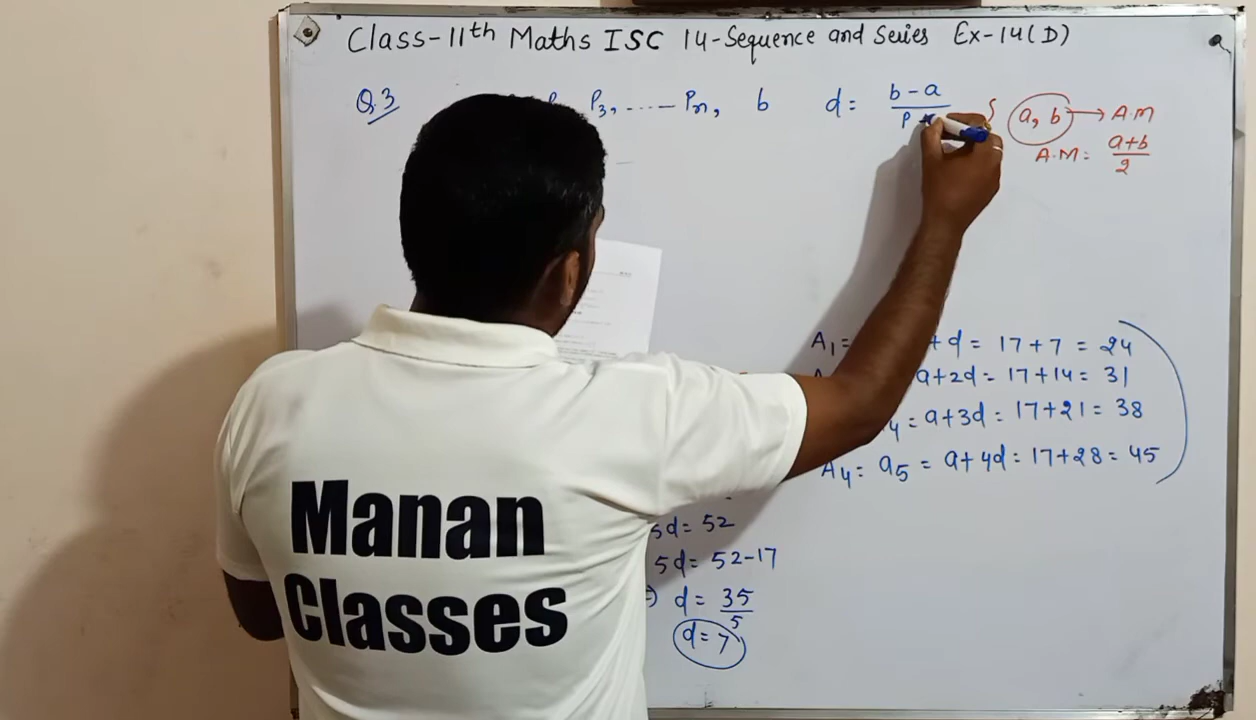 Class-11th Maths ISC 14-Sequence and Series Ex-14(D)
Q.3 P3, ------ Pn, b d = b-a / P
a, b → A.M
A.M = a+b / 2
A1 = + d = 17+7 = 24
a+2d = 17+14 = 31
4 = a+3d = 17+21 = 38
A4 = a5 = a+4d = 17+28 = 45
5d = 52
5d = 52-17
d = 35 / 5
d = 7
Manan
Classes